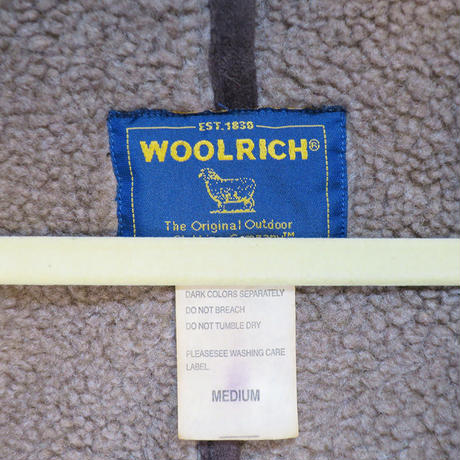 EST. 1830
WOOLRICH®
The Original Outdoor
DARK COLORS SEPARATELY
DO NOT BREACH
DO NOT TUMBLE DRY
PLEASESEE WASHING CARE
LABEL.
MEDIUM